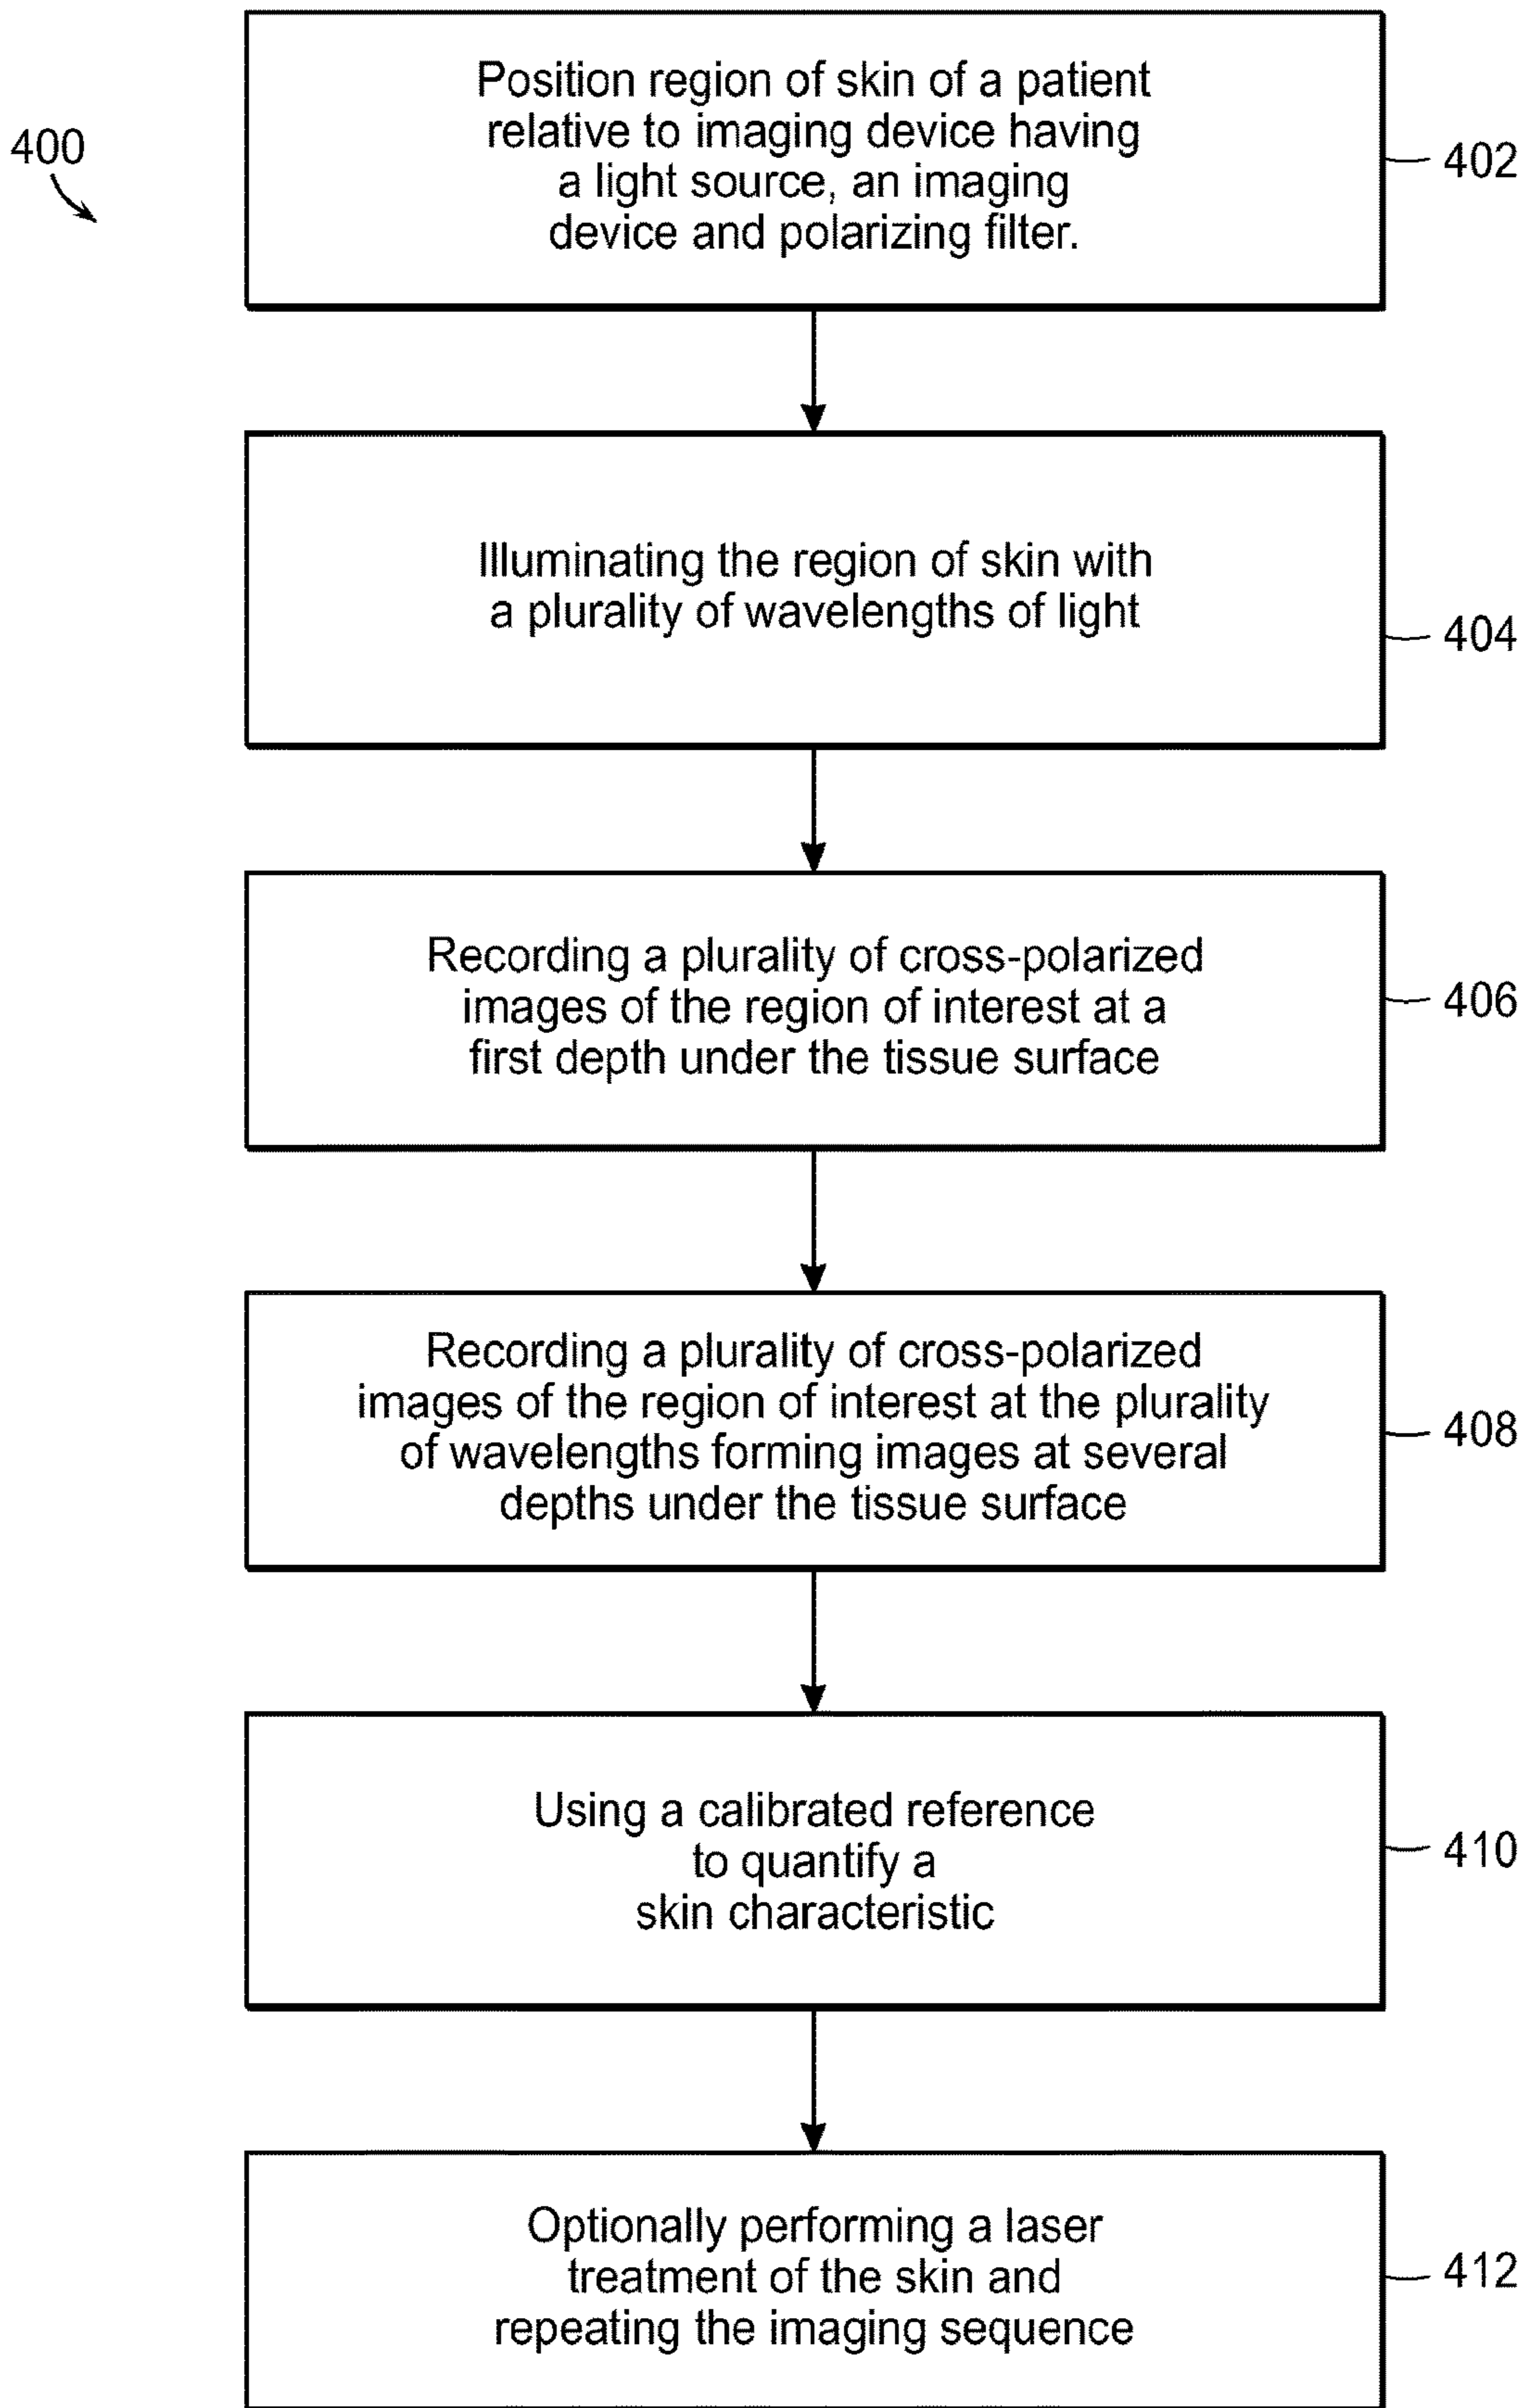 400
Position region of skin of a patient
relative to imaging device having
a light source, an imaging
device and polarizing filter.
402
Illuminating the region of skin with
a plurality of wavelengths of light
404
Recording a plurality of cross-polarized
images of the region of interest at a
first depth under the tissue surface
406
Recording a plurality of cross-polarized
images of the region of interest at the plurality
of wavelengths forming images at several
depths under the tissue surface
408
Using a calibrated reference
to quantify a
skin characteristic
410
Optionally performing a laser
treatment of the skin and
repeating the imaging sequence
412